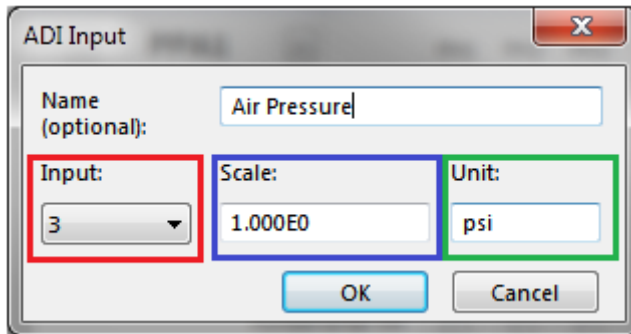 ADI Input
Name
(optional):
Air Pressure
Input:
Scale:
Unit:
3
1.000E0
psi
OK
Cancel